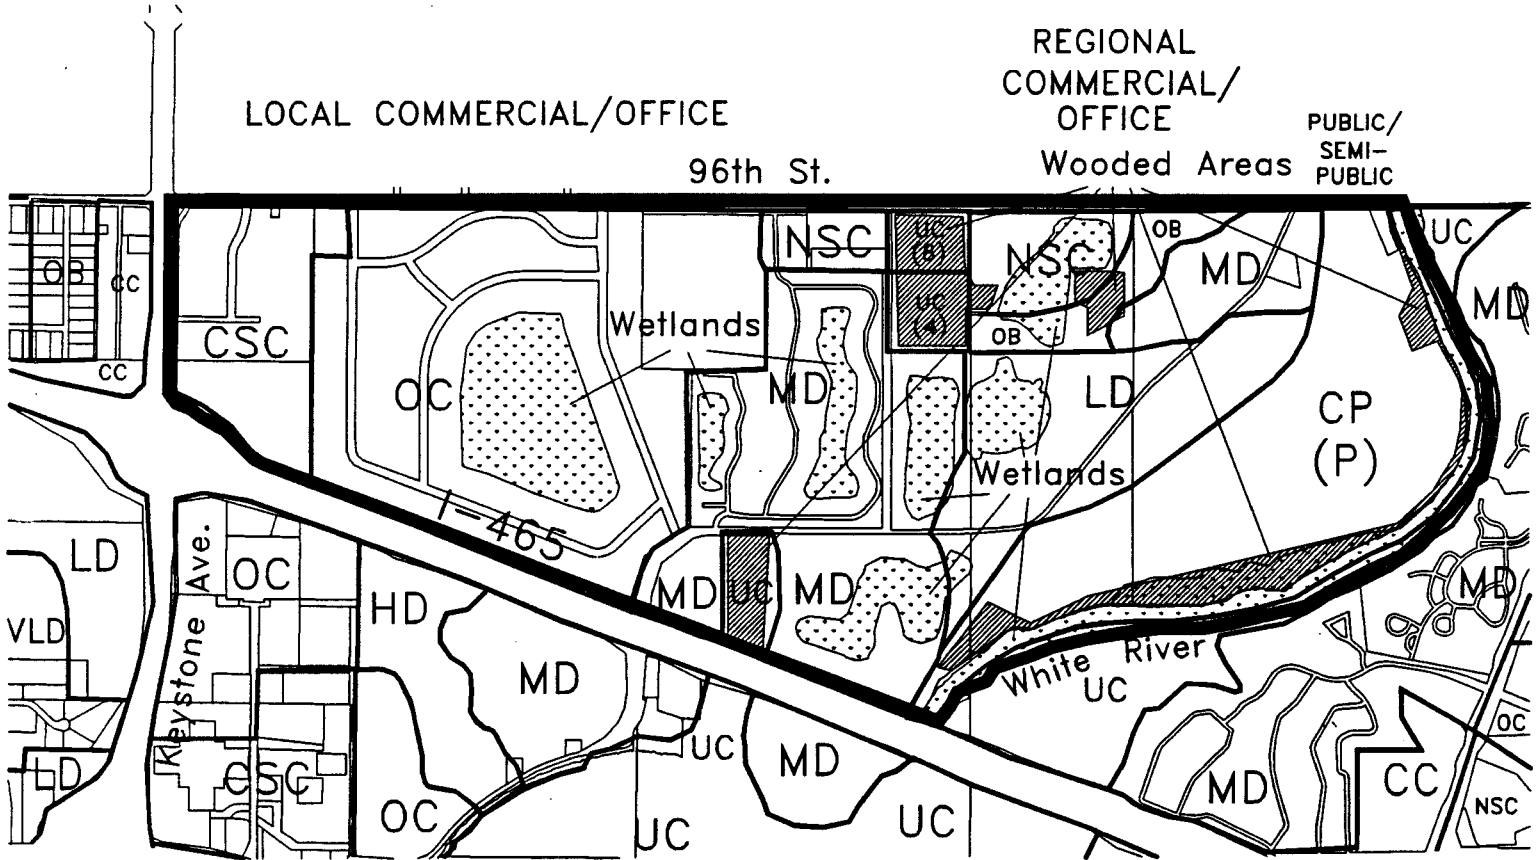 REGIONAL
COMMERCIAL/
OFFICE
LOCAL COMMERCIAL/OFFICE
PUBLIC/
SEMI-
PUBLIC
96th St.
Wooded Areas
NSC
UC
(8)
NSC
OB
UC
OB
CC
MD
MD
CSC
Wetlands
UC
(4)
OB
CC
OC
MD
LD
CP
(P)
Wetlands
I-465
LD
Keystone Ave.
OC
HD
MD
UC
MD
MD
VLD
White River
MD
UC
LD
CSC
UC
MD
MD
CC
OC
OC
UC
UC
NSC